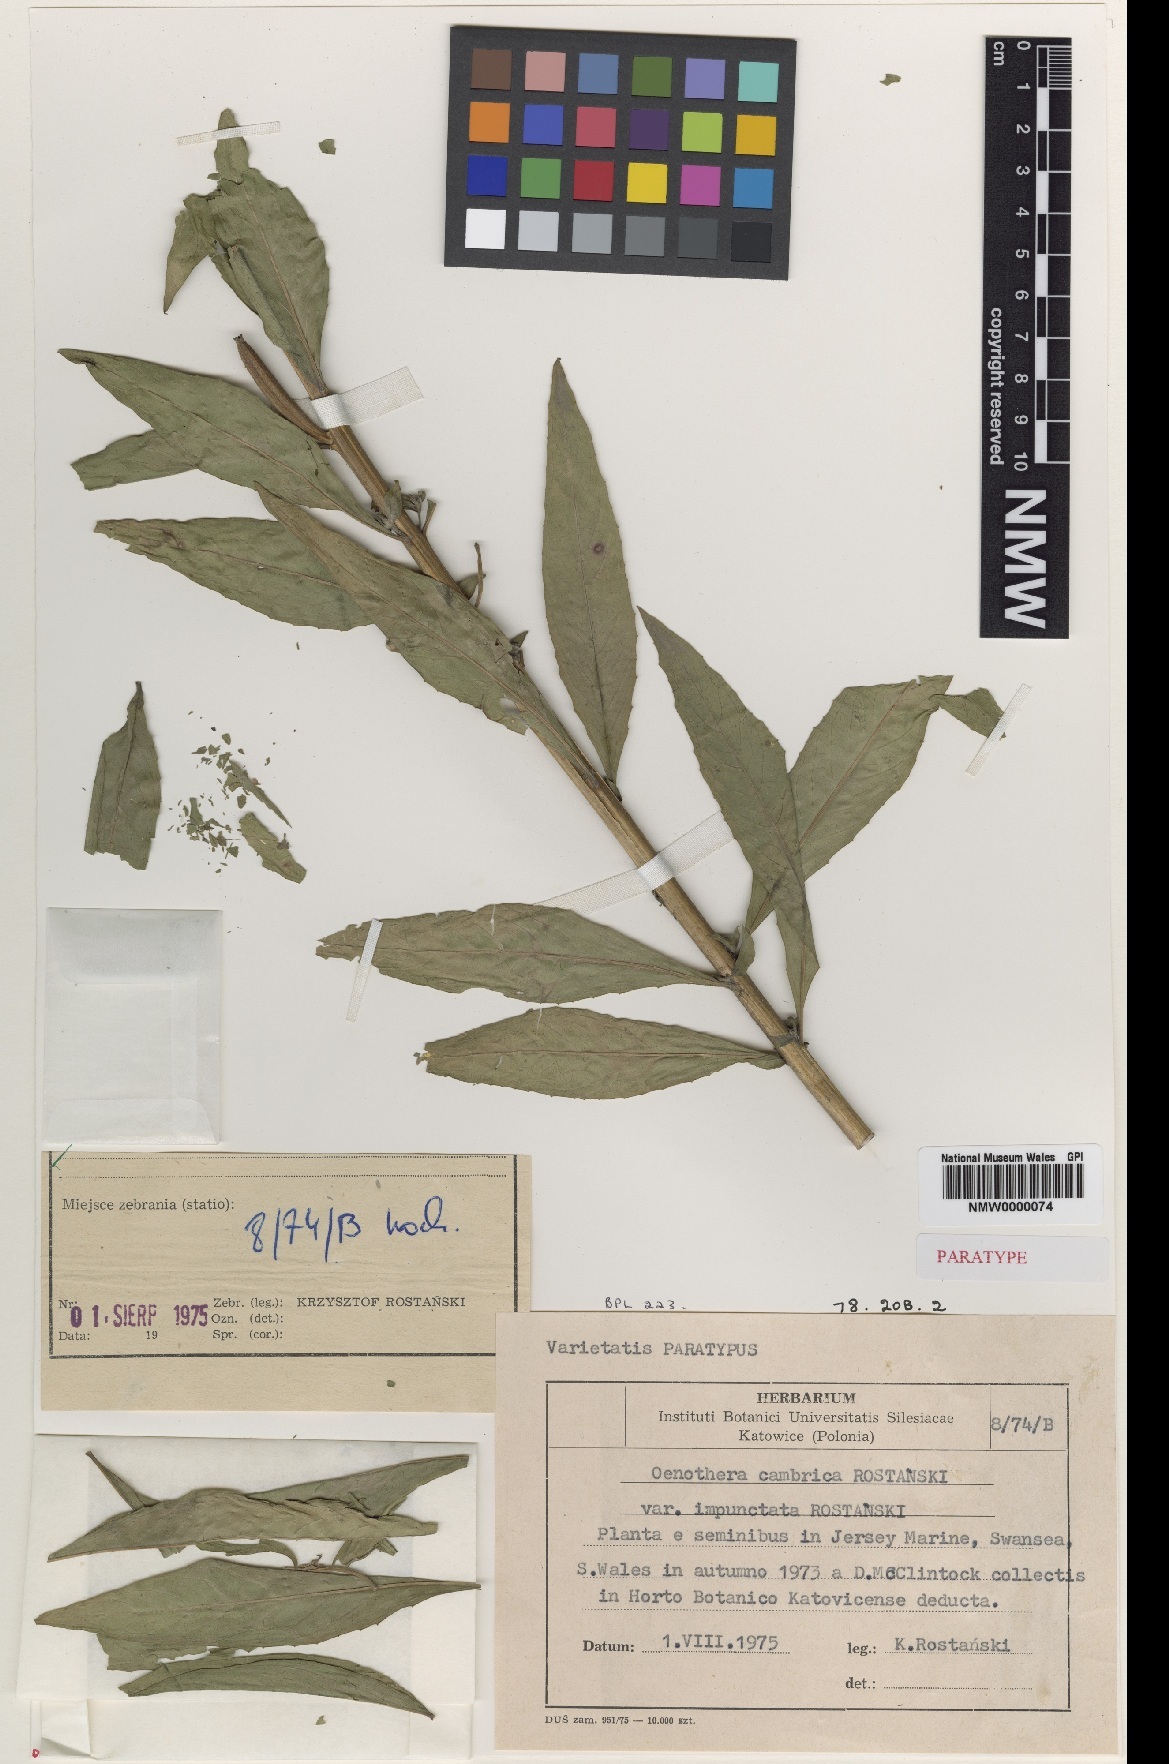 cm 0 1 2 3 4 5 6 7 8 9 10
copyright reserved
NMW
National Museum Wales GPI
NMW0000074
PARATYPE
Miejsce zebrania (statio):
8/74/B
Nr:
01. SIERP 1975
Zebr. (leg.): KRZYSZTOF ROSTAŃSKI
Ozn. (det.):
Data: 19
Spr. (cor.):
BPL 223.
78. 20B. 2
Varietatis PARATYPUS
HERBARIUM
Instituti Botanici Universitatis Silesiacae
Katowice (Polonia)
8/74/B
Oenothera cambrica ROSTAŃSKI
var. impunctata ROSTAŃSKI
Planta e seminibus in Jersey Marine, Swansea,
S.Wales in autumno 1973 a D.McClintock collectis
in Horto Botanico Katovicense deducta.
Datum: 1.VIII.1975
leg.: K.Rostański
det.:
DUŚ zam. 951/75 — 10.000 szt.